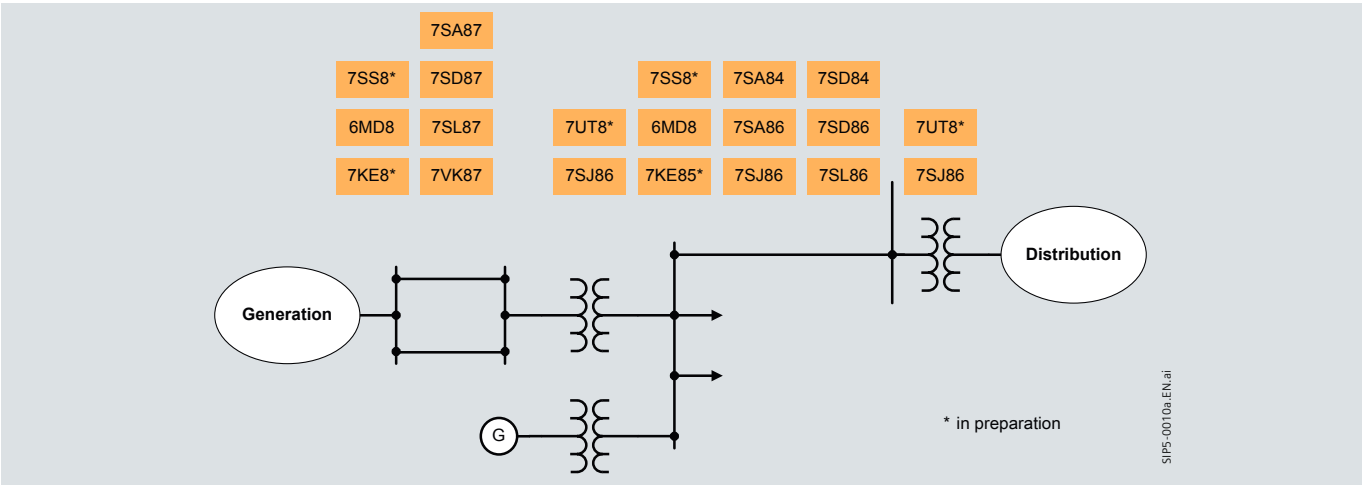 7SA87
7SS8* 7SD87 7SS8* 7SA84 7SD84
6MD8 7SL87 7UT8* 6MD8 7SA86 7SD86 7UT8*
7KE8* 7VK87 7SJ86 7KE85* 7SJ86 7SL86 7SJ86
Distribution
Generation
* in preparation
G
SIP5-0010a.EN.ai